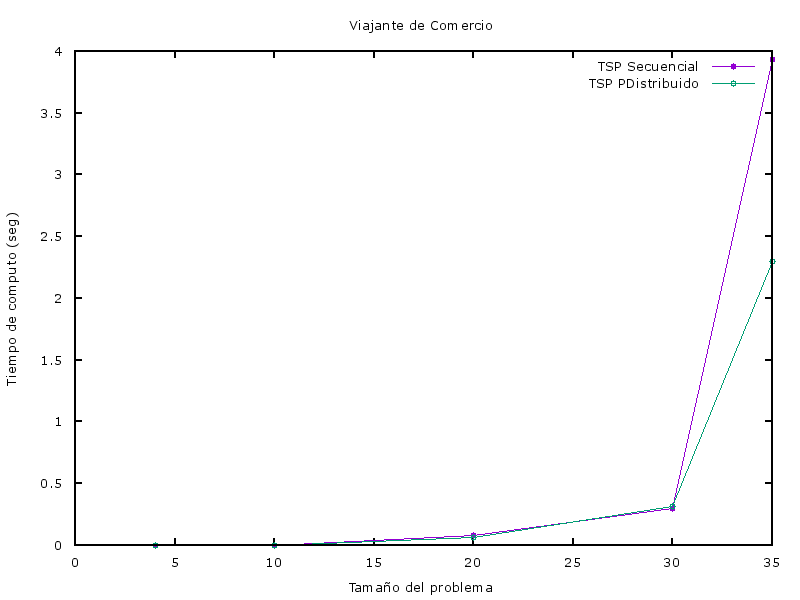 Viajante de Comercio
TSP Secuencial
TSP PDistribuido
4
3.5
3
2.5
2
1.5
1
0.5
0
Tiempo de computo (seg)
0 5 10 15 20 25 30 35
Tamaño del problema